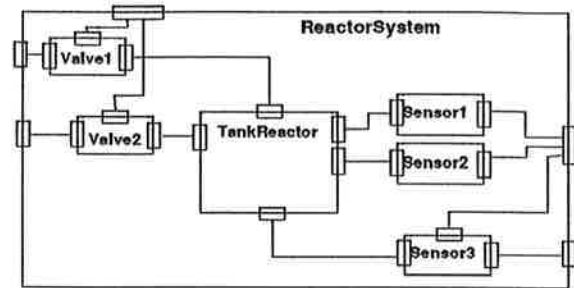 ReactorSystem
Valve1
Valve2
TankReactor
Sensor1
Sensor2
Sensor3